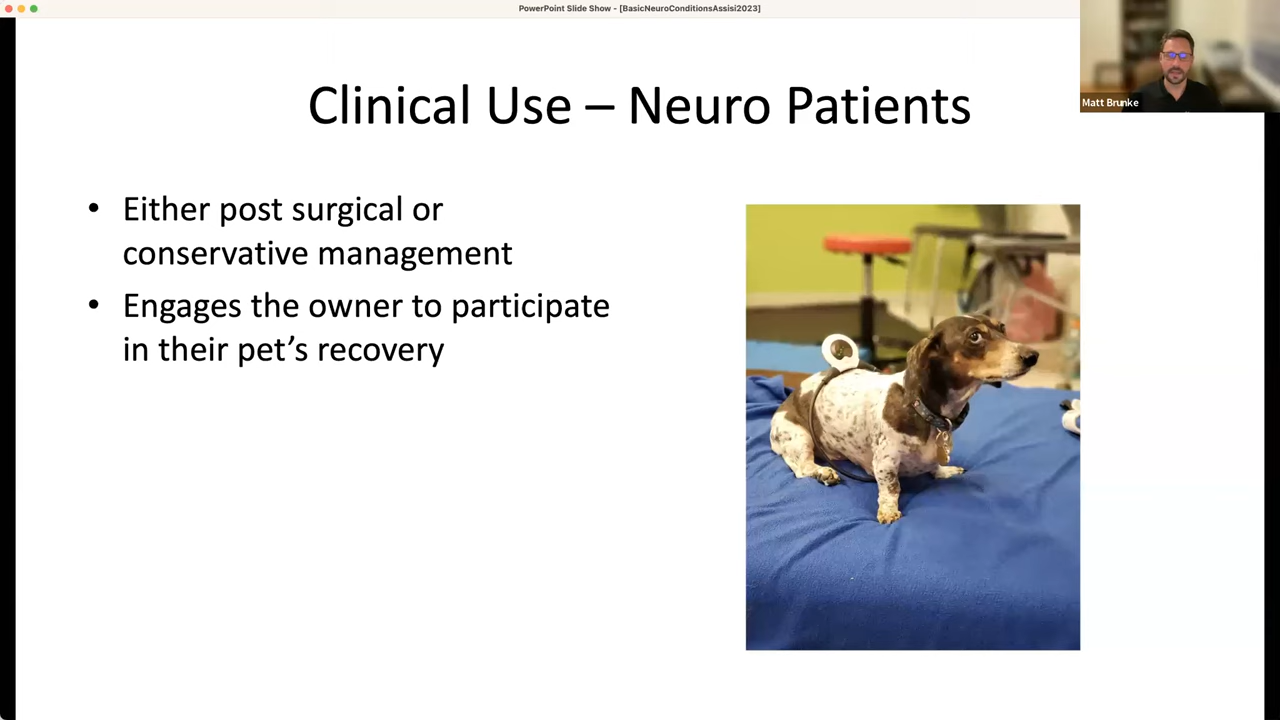 PowerPoint Slide Show - [BasicNeuroConditionsAssisi2023]
Matt Brunke
Clinical Use – Neuro Patients
• Either post surgical or
conservative management
• Engages the owner to participate
in their pet’s recovery